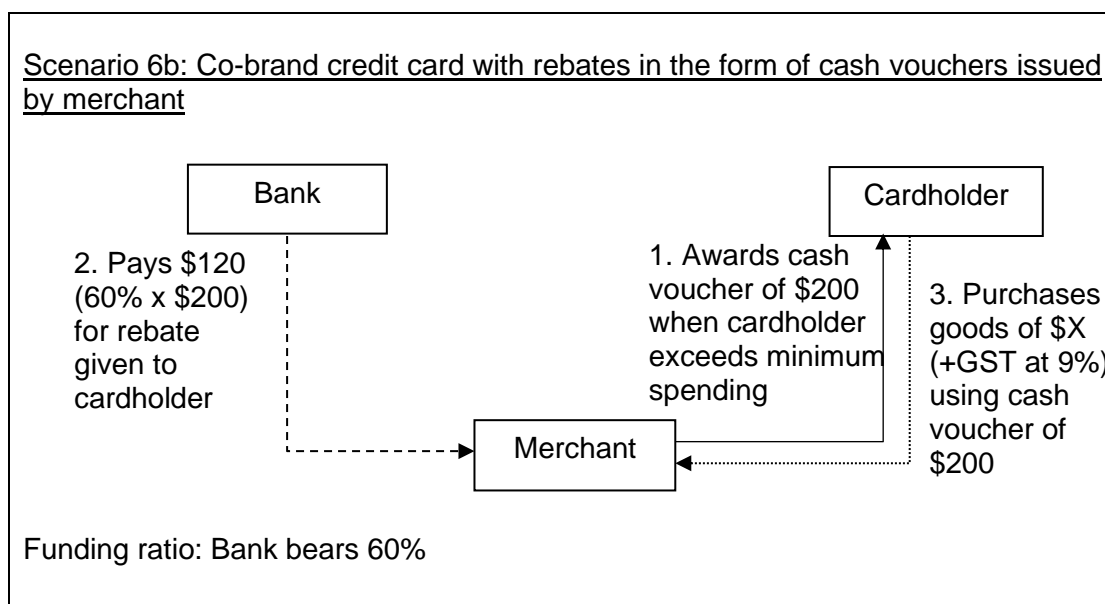 Scenario 6b: Co-brand credit card with rebates in the form of cash vouchers issued
by merchant
Bank
Cardholder
2. Pays $120
(60% x $200)
for rebate
given to
cardholder
1. Awards cash
voucher of $200
when cardholder
exceeds minimum
spending
3. Purchases
goods of $X
(+GST at 9%)
using cash
voucher of
$200
Merchant
Funding ratio: Bank bears 60%